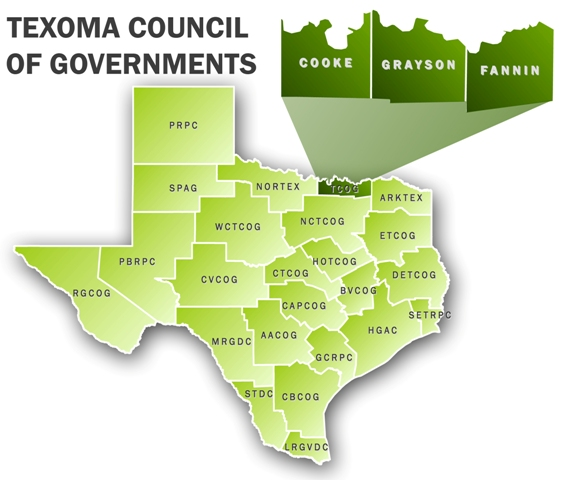 TEXOMA COUNCIL
OF GOVERNMENTS
COOKE
GRAYSON
FANNIN
PRPC
SPAG
NORTEX
TCOG
ARKTEX
WCTCOG
NCTCOG
ETCOG
PBRPC
RGCOG
CVCOG
CTCOG
HOTCOG
BVCOG
DETCOG
CAPCOG
SETRPC
HGAC
MRGDC
AACOG
GCRPC
STDC
CBCOG
LRGVDC